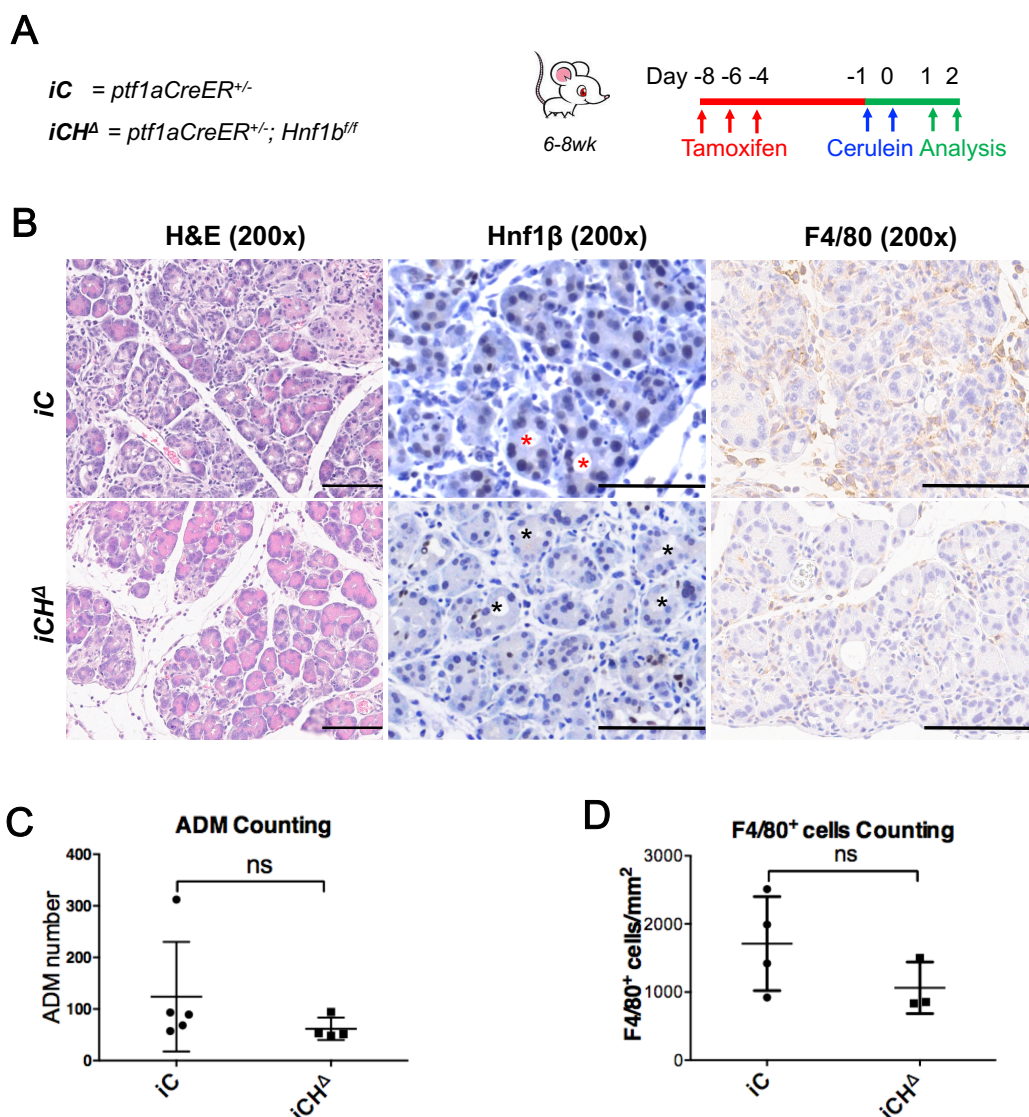 A
iC = ptf1aCreER+/-
iCHΔ = ptf1aCreER+/-; Hnf1bf/f
6-8wk
Day -8 -6 -4 -1 0 1 2
Tamoxifen Cerulein Analysis
B
H&E (200x) Hnf1β (200x) F4/80 (200x)
iC
* *
iCHΔ
* * * *
C
ADM Counting
ns
ADM number
400
300
200
100
0
iC iCHΔ
D
F4/80+ cells Counting
ns
F4/80+ cells/mm2
3000
2000
1000
0
iC iCHΔ